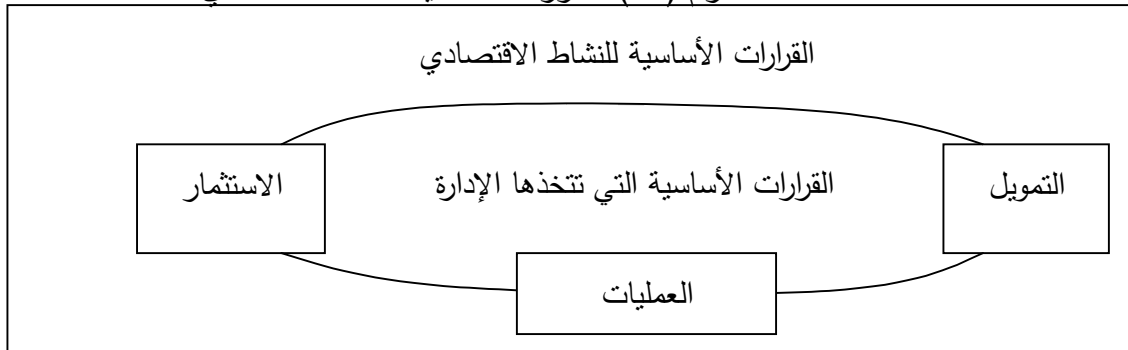 القرارات الأساسية للنشاط الاقتصادي
التمويل
القرارات الأساسية التي تتخذها الإدارة
الاستثمار
العمليات